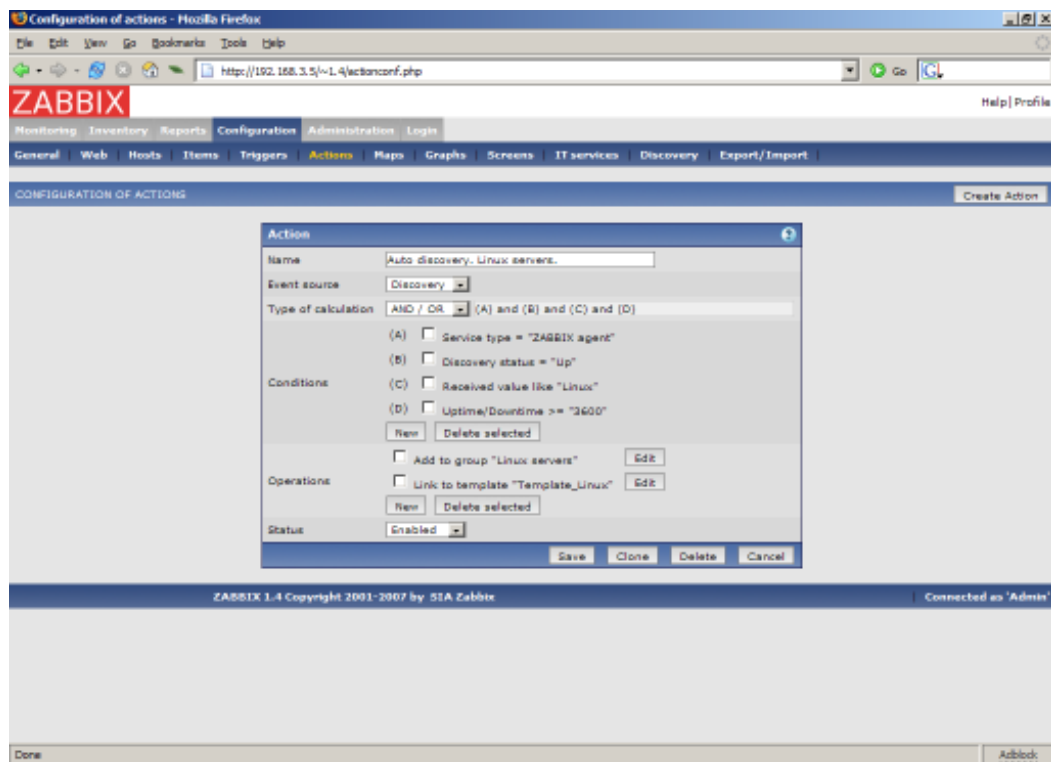 Configuration of actions - Mozilla Firefox
File Edit View Go Bookmarks Tools Help
http://192.168.3.5/~1.4/actionconf.php Go
ZABBIX Help | Profile
Monitoring Inventory Reports Configuration Administration Login
General Web Hosts Items Triggers Actions Maps Graphs Screens IT services Discovery Export/Import
CONFIGURATION OF ACTIONS Create Action
Action
Name Auto discovery. Linux servers.
Event source Discovery
Type of calculation AND / OR (A) and (B) and (C) and (D)
(A) Service type = "ZABBIX agent"
(B) Discovery status = "Up"
Conditions (C) Received value like "Linux"
(D) Uptime/Downtime >= "3600"
New Delete selected
Add to group "Linux servers" Edit
Operations Link to template "Template_Linux" Edit
New Delete selected
Status Enabled
Save Clone Delete Cancel
ZABBIX 1.4 Copyright 2001-2007 by SIA Zabbix Connected as 'Admin'
Done Adblock